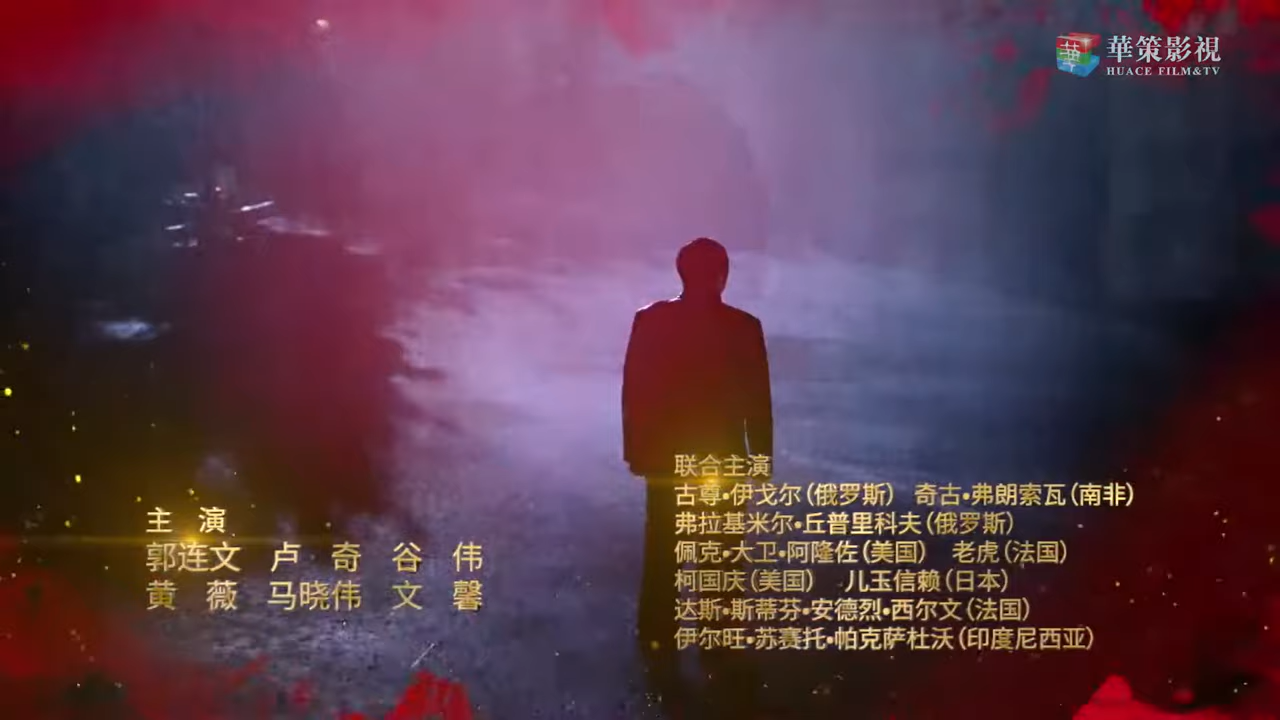 華策影視
HUACE FILM&TV
主 演
郭连文 卢 奇 谷 伟
黄 薇 马晓伟 文 馨
联合主演
古尊•伊戈尔(俄罗斯) 奇古•弗朗索瓦(南非)
弗拉基米尔•丘普里科夫(俄罗斯)
佩克•大卫•阿隆佐(美国) 老虎(法国)
柯国庆(美国) 儿玉信赖(日本)
达斯•斯蒂芬•安德烈•西尔文(法国)
伊尔旺•苏赛托•帕克萨杜沃(印度尼西亚)